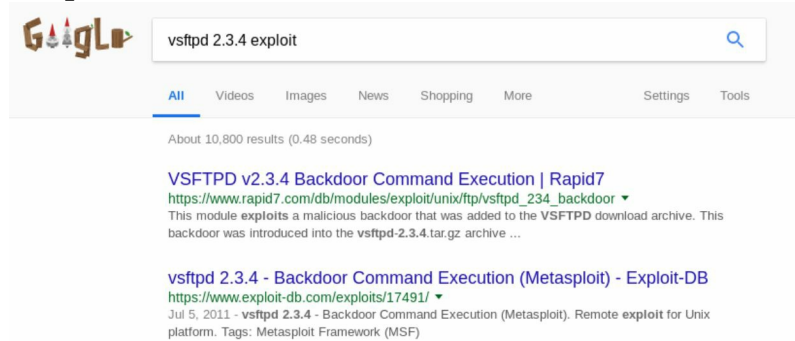 Google
vsftpd 2.3.4 exploit
All Videos Images News Shopping More Settings Tools
About 10,800 results (0.48 seconds)
VSFTPD v2.3.4 Backdoor Command Execution | Rapid7
https://www.rapid7.com/db/modules/exploit/unix/ftp/vsftpd_234_backdoor
This module exploits a malicious backdoor that was added to the VSFTPD download archive. This
backdoor was introduced into the vsftpd-2.3.4.tar.gz archive ...
vsftpd 2.3.4 - Backdoor Command Execution (Metasploit) - Exploit-DB
https://www.exploit-db.com/exploits/17491/
Jul 5, 2011 - vsftpd 2.3.4 - Backdoor Command Execution (Metasploit). Remote exploit for Unix
platform. Tags: Metasploit Framework (MSF)